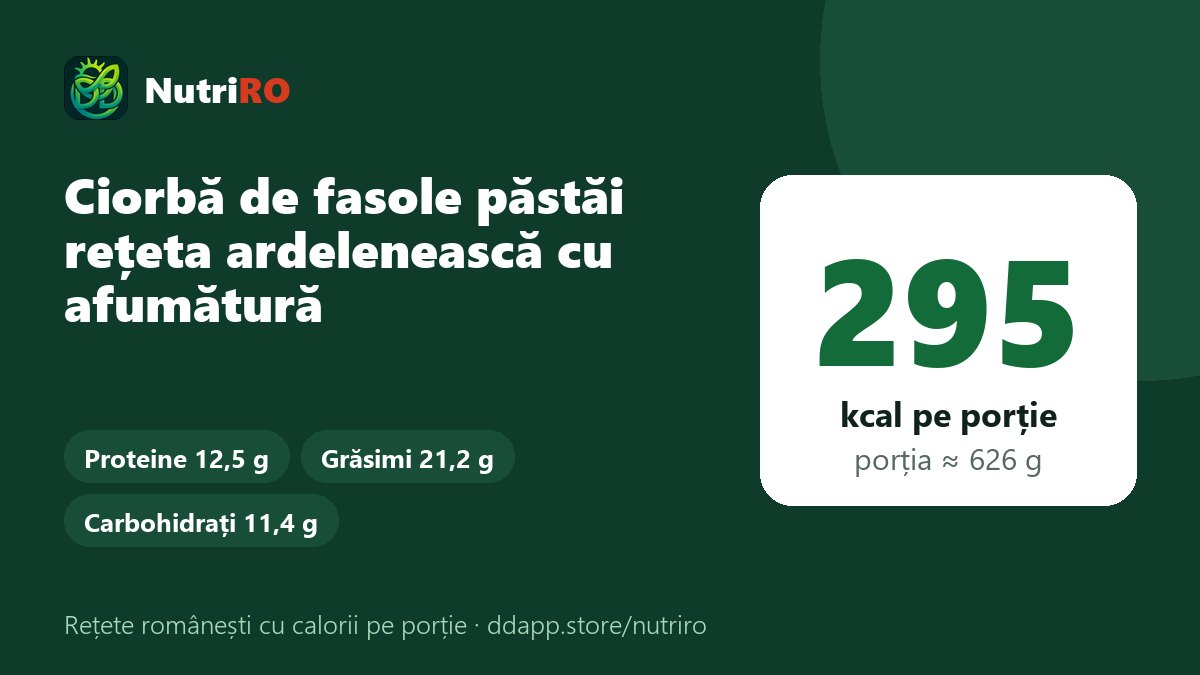 NutriRO
Ciorbă de fasole păstăi
rețeta ardelenească cu
afumătură
295
kcal pe porție
porția ≈ 626 g
Proteine 12,5 g
Grăsimi 21,2 g
Carbohidrați 11,4 g
Rețete românești cu calorii pe porție · ddapp.store/nutriro